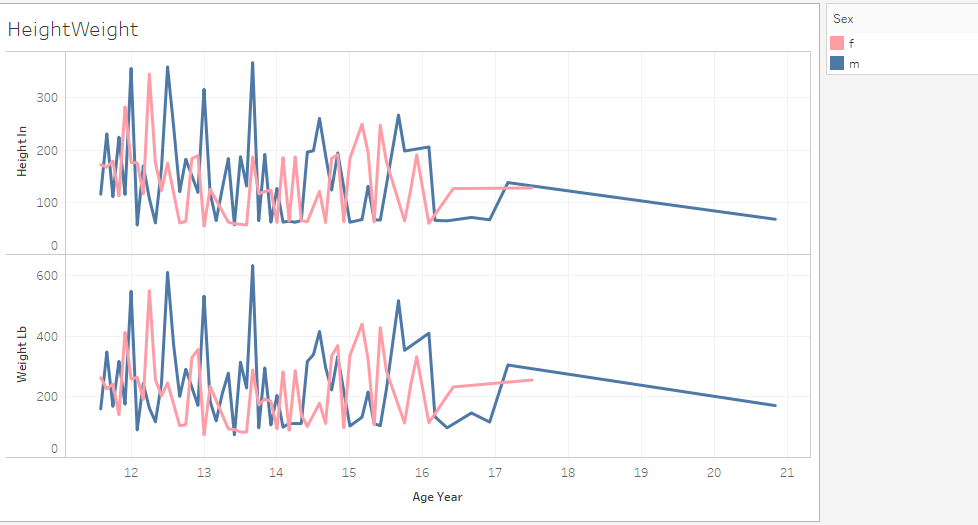 HeightWeight
Sex
f
m
Height In
300
200
100
0
Weight Lb
600
400
200
0
12 13 14 15 16 17 18 19 20 21
Age Year